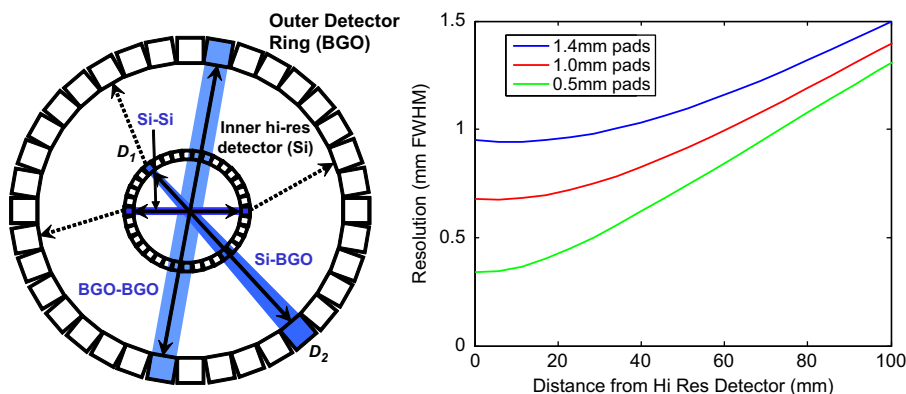 Outer Detector
Ring (BGO)
Si-Si
Inner hi-res
detector (Si)
D1
Si-BGO
BGO-BGO
D2
1.4mm pads
1.0mm pads
0.5mm pads
Resolution (mm FWHM)
1.5
1
0.5
0
0
20
40
60
80
100
Distance from Hi Res Detector (mm)